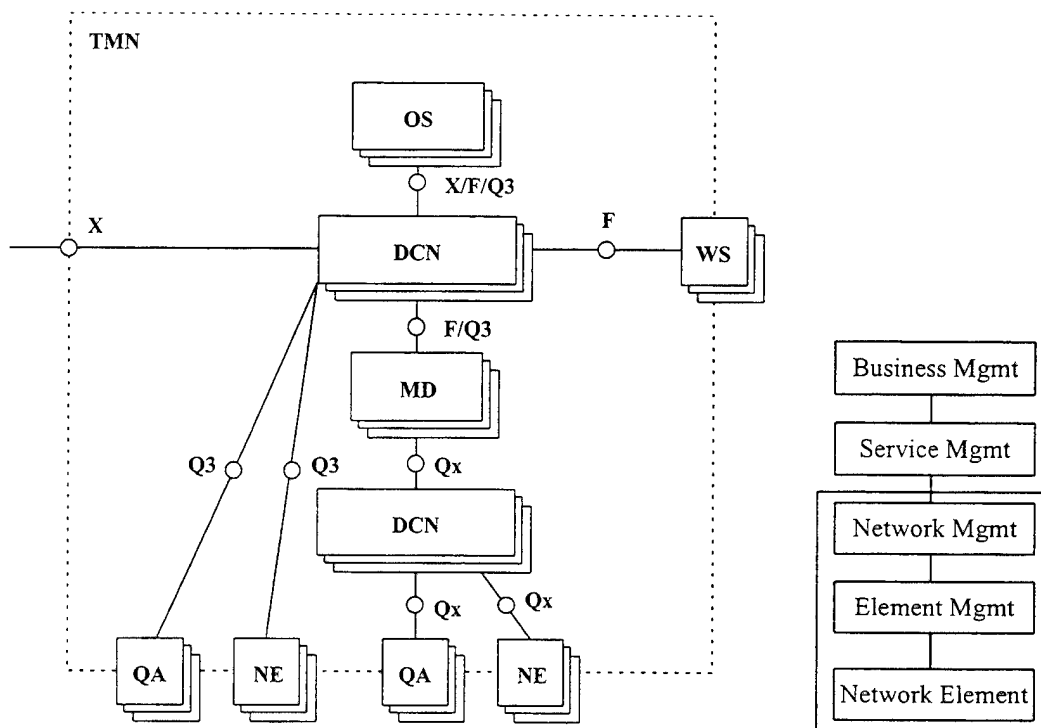 TMN
OS
X/F/Q3
X
DCN
F
WS
F/Q3
MD
Q3
Q3
Qx
DCN
Qx
Qx
QA
NE
QA
NE
Business Mgmt
Service Mgmt
Network Mgmt
Element Mgmt
Network Element